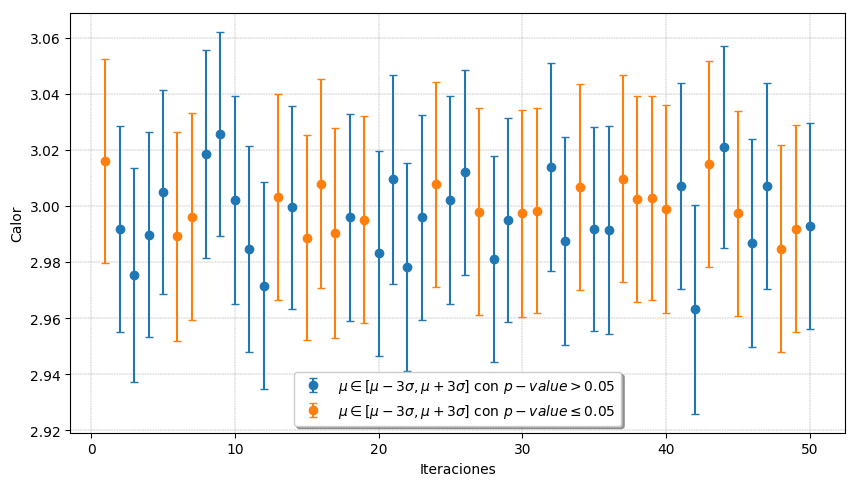 3.06
3.04
3.02
3.00
2.98
2.96
2.94
2.92
Calor
0 10 20 30 40 50
Iteraciones
μ ∈ [μ − 3σ, μ + 3σ] con p − value > 0.05
μ ∈ [μ − 3σ, μ + 3σ] con p − value ≤ 0.05